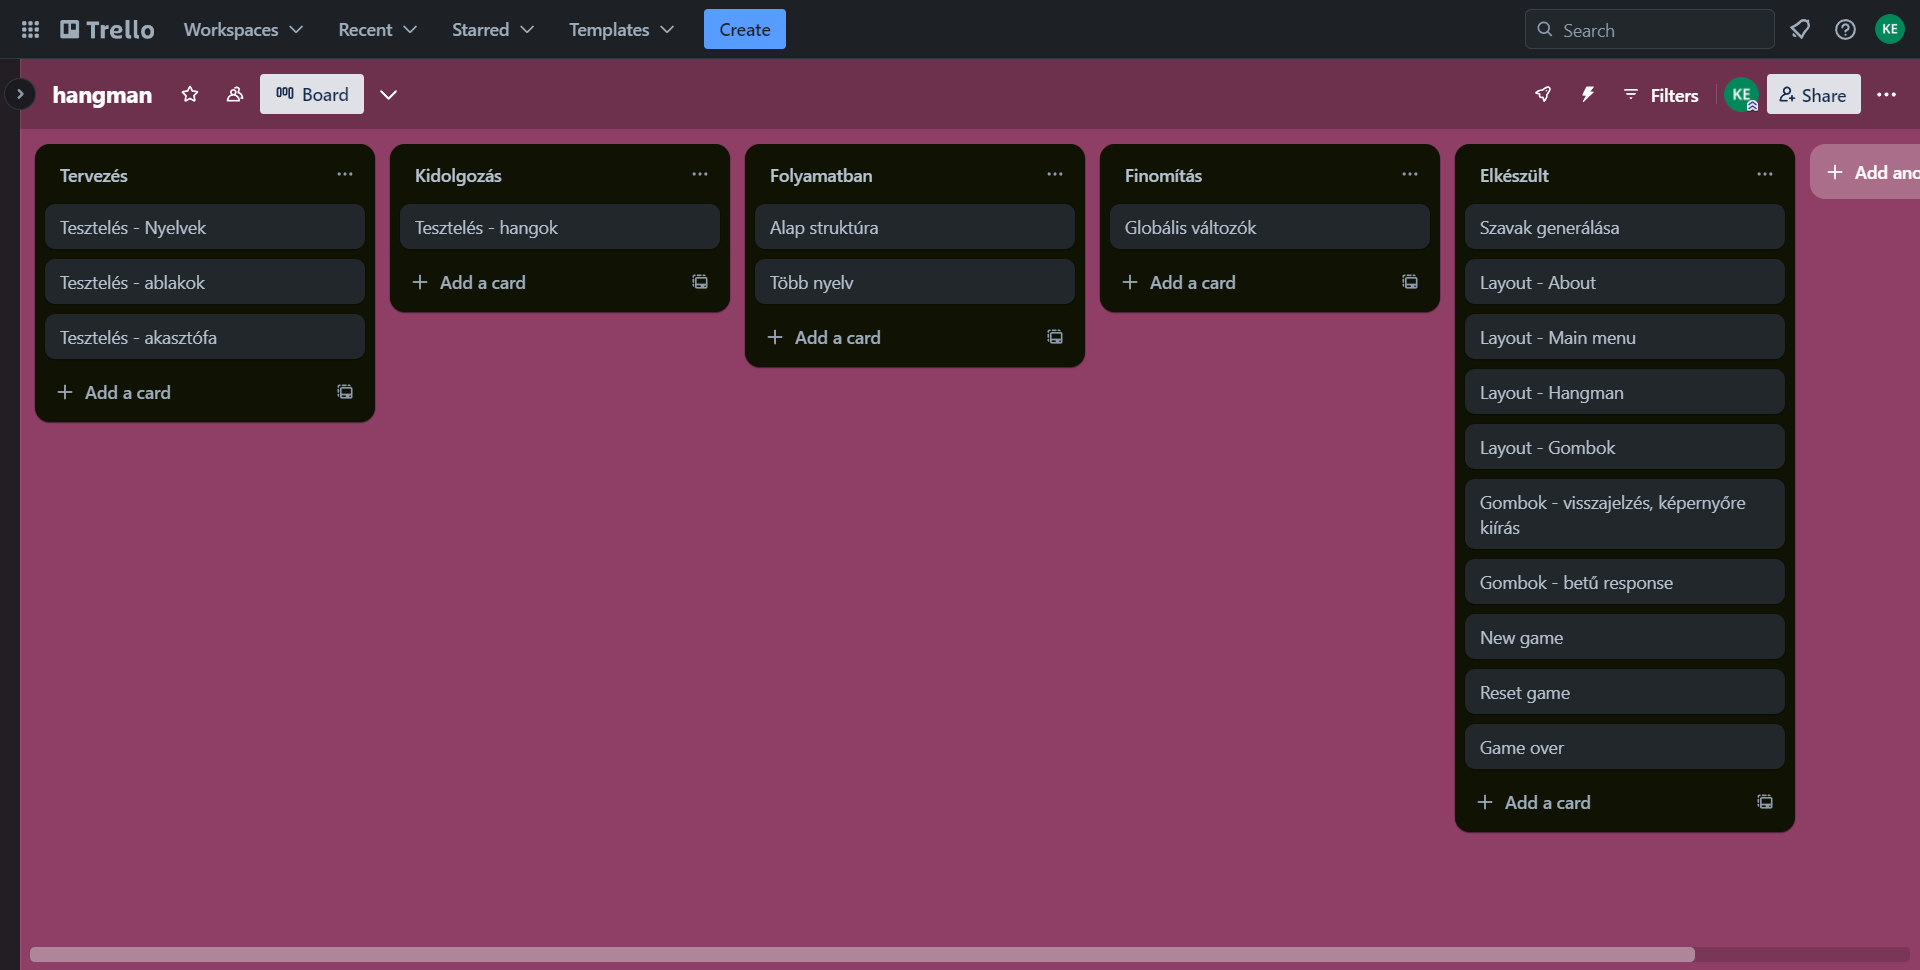 Trello
Workspaces
Recent
Starred
Templates
Create
Search
KE
hangman
Board
Filters
KE
Share
Tervezés
Tesztelés - Nyelvek
Tesztelés - ablakok
Tesztelés - akasztófa
Add a card
Kidolgozás
Tesztelés - hangok
Add a card
Folyamatban
Alap struktúra
Több nyelv
Add a card
Finomítás
Globális változók
Add a card
Elkészült
Szavak generálása
Layout - About
Layout - Main menu
Layout - Hangman
Layout - Gombok
Gombok - visszajelzés, képernyőre
kiírás
Gombok - betű response
New game
Reset game
Game over
Add a card
Add ano